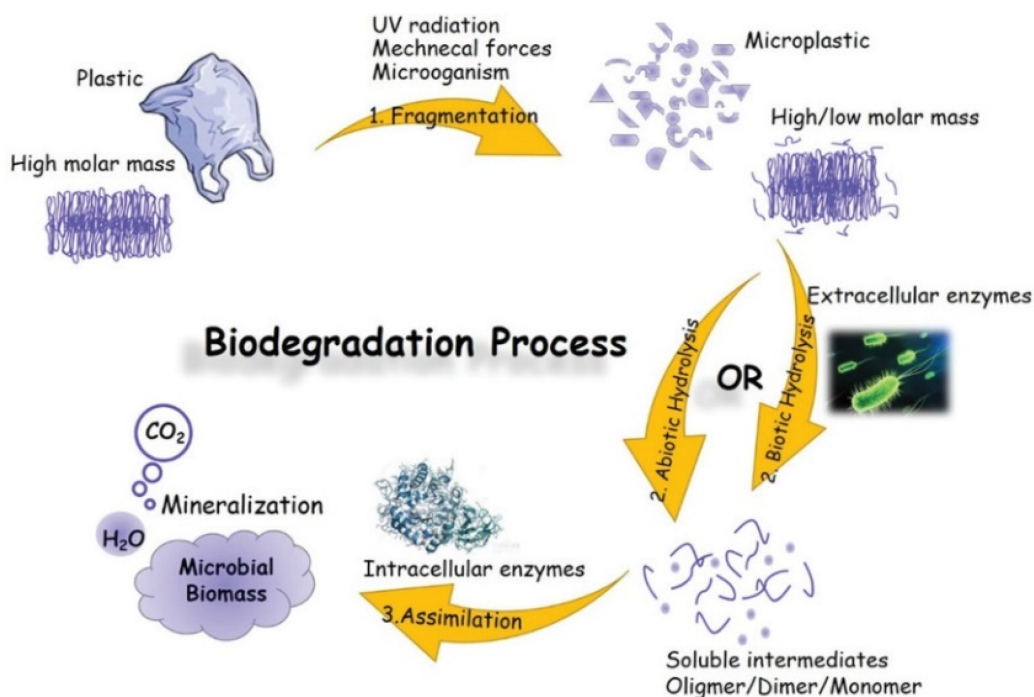 UV radiation
Mechnecal forces
Microoganism
1. Fragmentation
Plastic
High molar mass
Microplastic
High/low molar mass
Extracellular enzymes
2. Abiotic Hydrolysis
OR
2. Biotic Hydrolysis
Biodegradation Process
CO₂
H₂O
Mineralization
Microbial
Biomass
Intracellular enzymes
3.Assimilation
Soluble intermediates
Oligmer/Dimer/Monomer